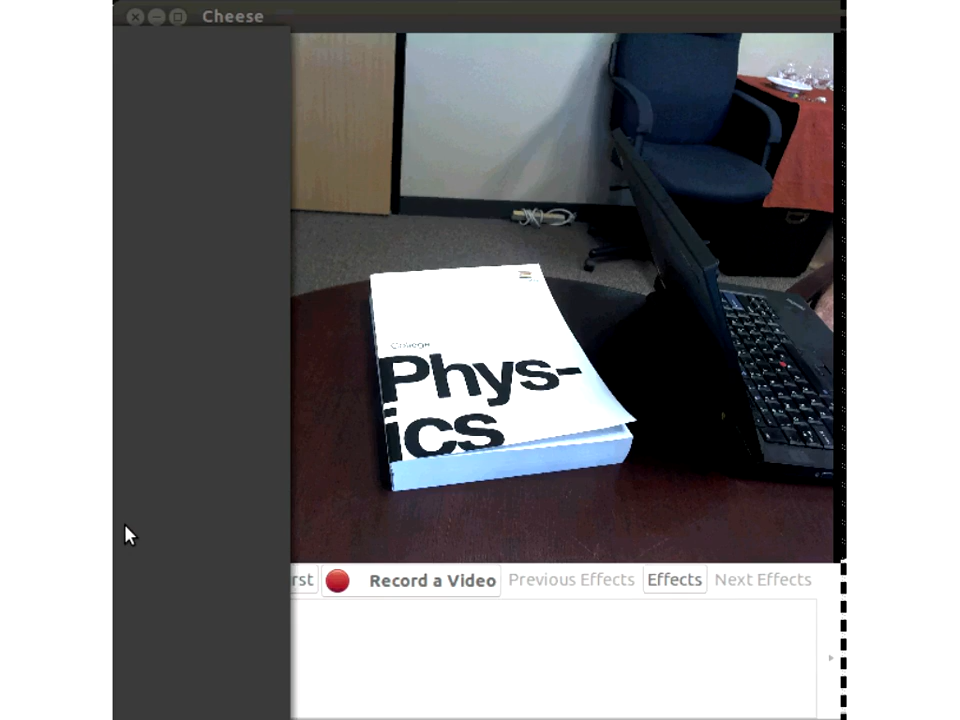 Cheese
College
Phys-
ics
rst Record a Video Previous Effects Effects Next Effects